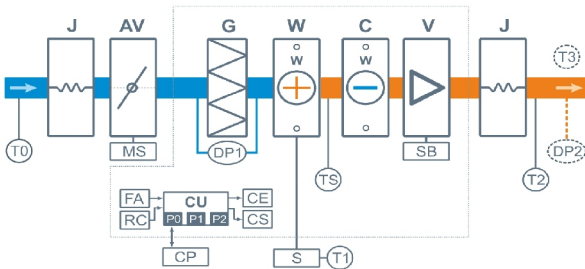 J AV G W C V J
W W
T3
T0 MS DP1 TS SB T2 DP2
FA CU CE
RC P0 P1 P2 CS
CP S T1